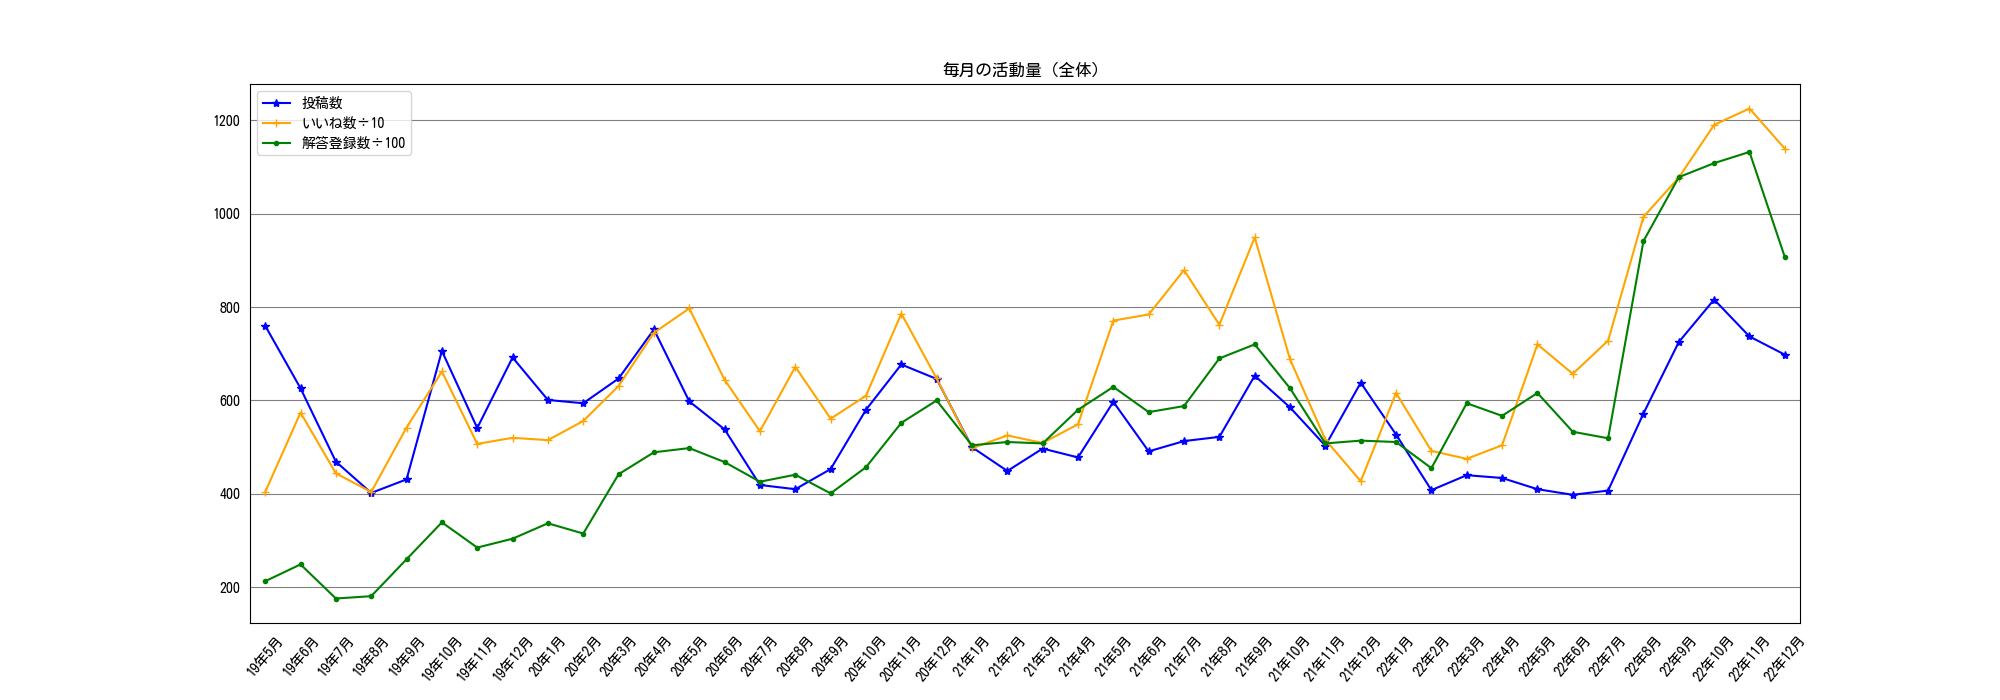 毎月の活動量（全体）
投稿数
いいね数÷10
解答登録数÷100
1200
1000
800
600
400
200
19年5月
19年6月
19年7月
19年8月
19年9月
19年10月
19年11月
19年12月
20年1月
20年2月
20年3月
20年4月
20年5月
20年6月
20年7月
20年8月
20年9月
20年10月
20年11月
20年12月
21年1月
21年2月
21年3月
21年4月
21年5月
21年6月
21年7月
21年8月
21年9月
21年10月
21年11月
21年12月
22年1月
22年2月
22年3月
22年4月
22年5月
22年6月
22年7月
22年8月
22年9月
22年10月
22年11月
22年12月